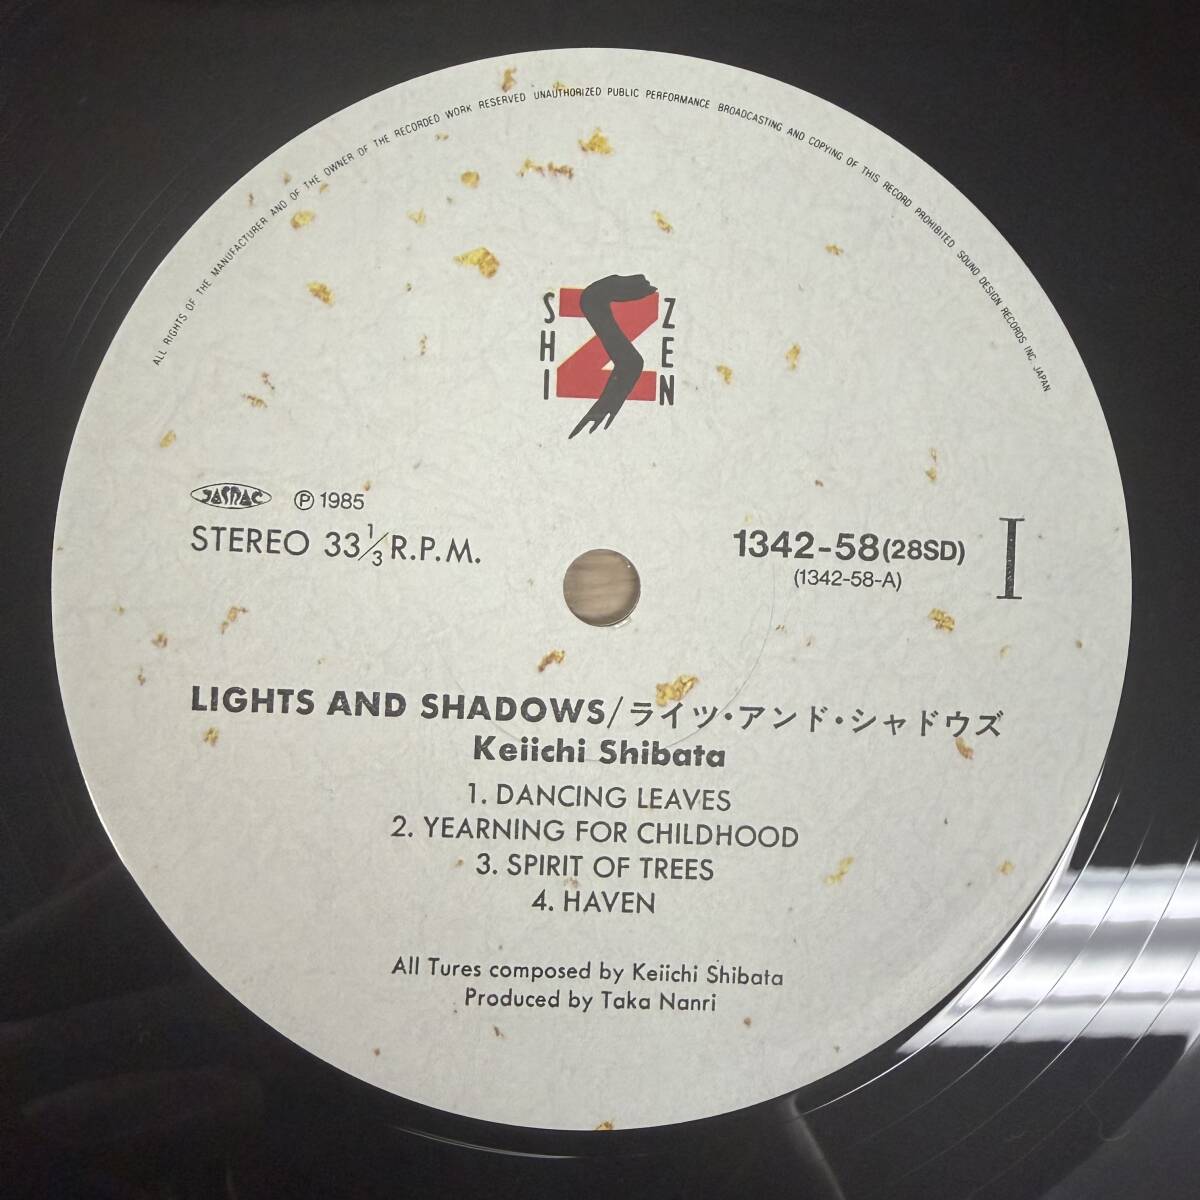 ALL RIGHTS OF THE MANUFACTURER AND OF THE OWNER OF THE RECORDED WORK RESERVED UNAUTHORIZED PUBLIC PERFORMANCE BROADCASTING AND COPYING OF THIS RECORD PROHIBITED SOUND DESIGN RECORDS INC. JAPAN
SHI ZS ZEN
JASRAC Ⓟ 1985
STEREO 33 1/3 R.P.M.
1342-58(28SD) I
(1342-58-A)
LIGHTS AND SHADOWS/ライツ・アンド・シャドウズ
Keiichi Shibata
1. DANCING LEAVES
2. YEARNING FOR CHILDHOOD
3. SPIRIT OF TREES
4. HAVEN
All Tures composed by Keiichi Shibata
Produced by Taka Nanri